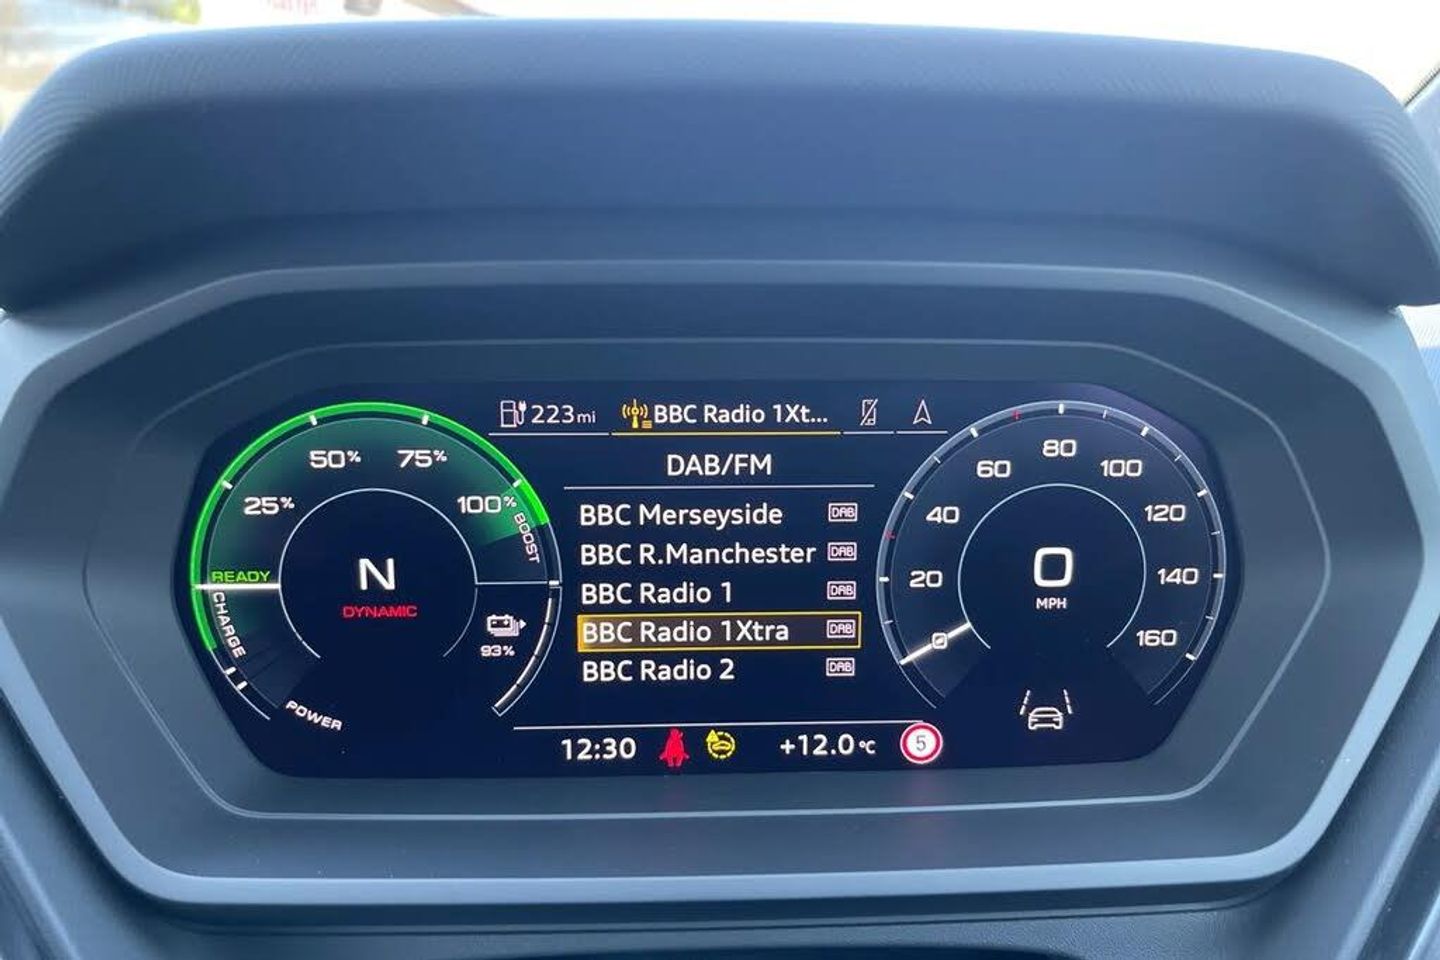 223 mi
BBC Radio 1Xt...
DAB/FM
BBC Merseyside DAB
BBC R.Manchester DAB
BBC Radio 1 DAB
BBC Radio 1Xtra DAB
BBC Radio 2 DAB
12:30
+12.0 °C
5
25%
50%
75%
100%
BOOST
READY
CHARGE
POWER
N
DYNAMIC
93%
0
20
40
60
80
100
120
140
160
0
MPH